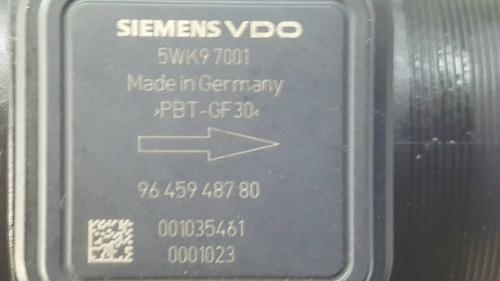 SIEMENS VDO
5WK9 7001
Made in Germany
›PBT-GF30‹
96 459 487 80
001035461
0001023